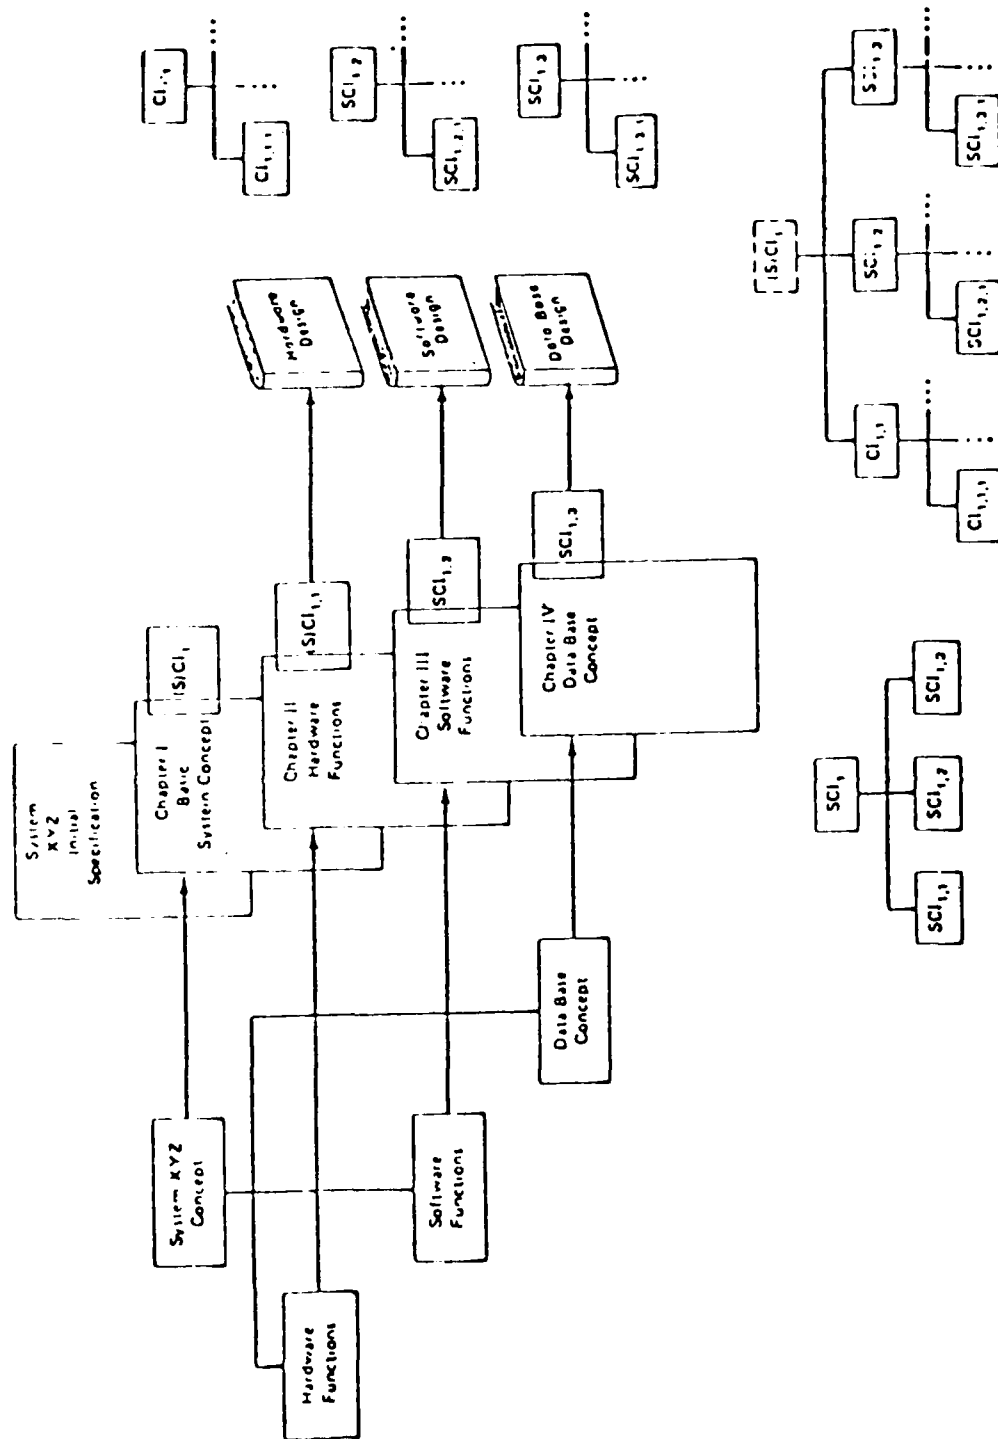 System XYZ
Concept
Hardware
Functions
Software
Functions
Data Base
Concept
System
XYZ
Initial
Specification
Chapter I
Basic
System Concept
(S)CI₁
Chapter II
Hardware
Functions
(S)CI₁,₁
Chapter III
Software
Functions
SCI₁,₂
Chapter IV
Data Base
Concept
SCI₁,₃
Hardware
Design
Software
Design
Data Base
Design
CI₁,₁
CI₁,₁,₁
SCI₁,₂
SCI₁,₂,₁
SCI₁,₃
SCI₁,₃,₁
SCI₁
SCI₁,₁
SCI₁,₂
SCI₁,₃
(S)CI₁
CI₁,₁
SCI₁,₂
SCI₁,₃
CI₁,₁,₁
SCI₁,₂,₁
SCI₁,₃,₁